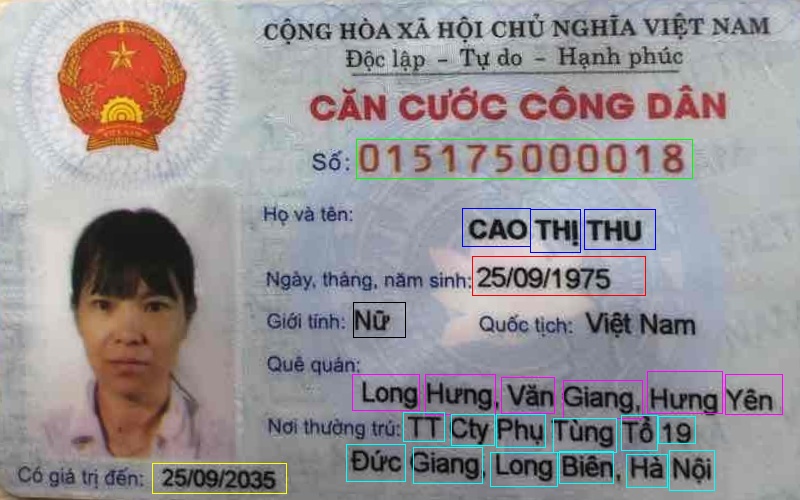 CỘNG HÒA XÃ HỘI CHỦ NGHĨA VIỆT NAM
Độc lập - Tự do - Hạnh phúc
CĂN CƯỚC CÔNG DÂN
Số: 015175000018
Họ và tên:
CAO THỊ THU
Ngày, tháng, năm sinh: 25/09/1975
Giới tính: Nữ Quốc tịch: Việt Nam
Quê quán:
Long Hưng, Văn Giang, Hưng Yên
Nơi thường trú: TT Cty Phụ Tùng Tổ 19
Đức Giang, Long Biên, Hà Nội
Có giá trị đến: 25/09/2035